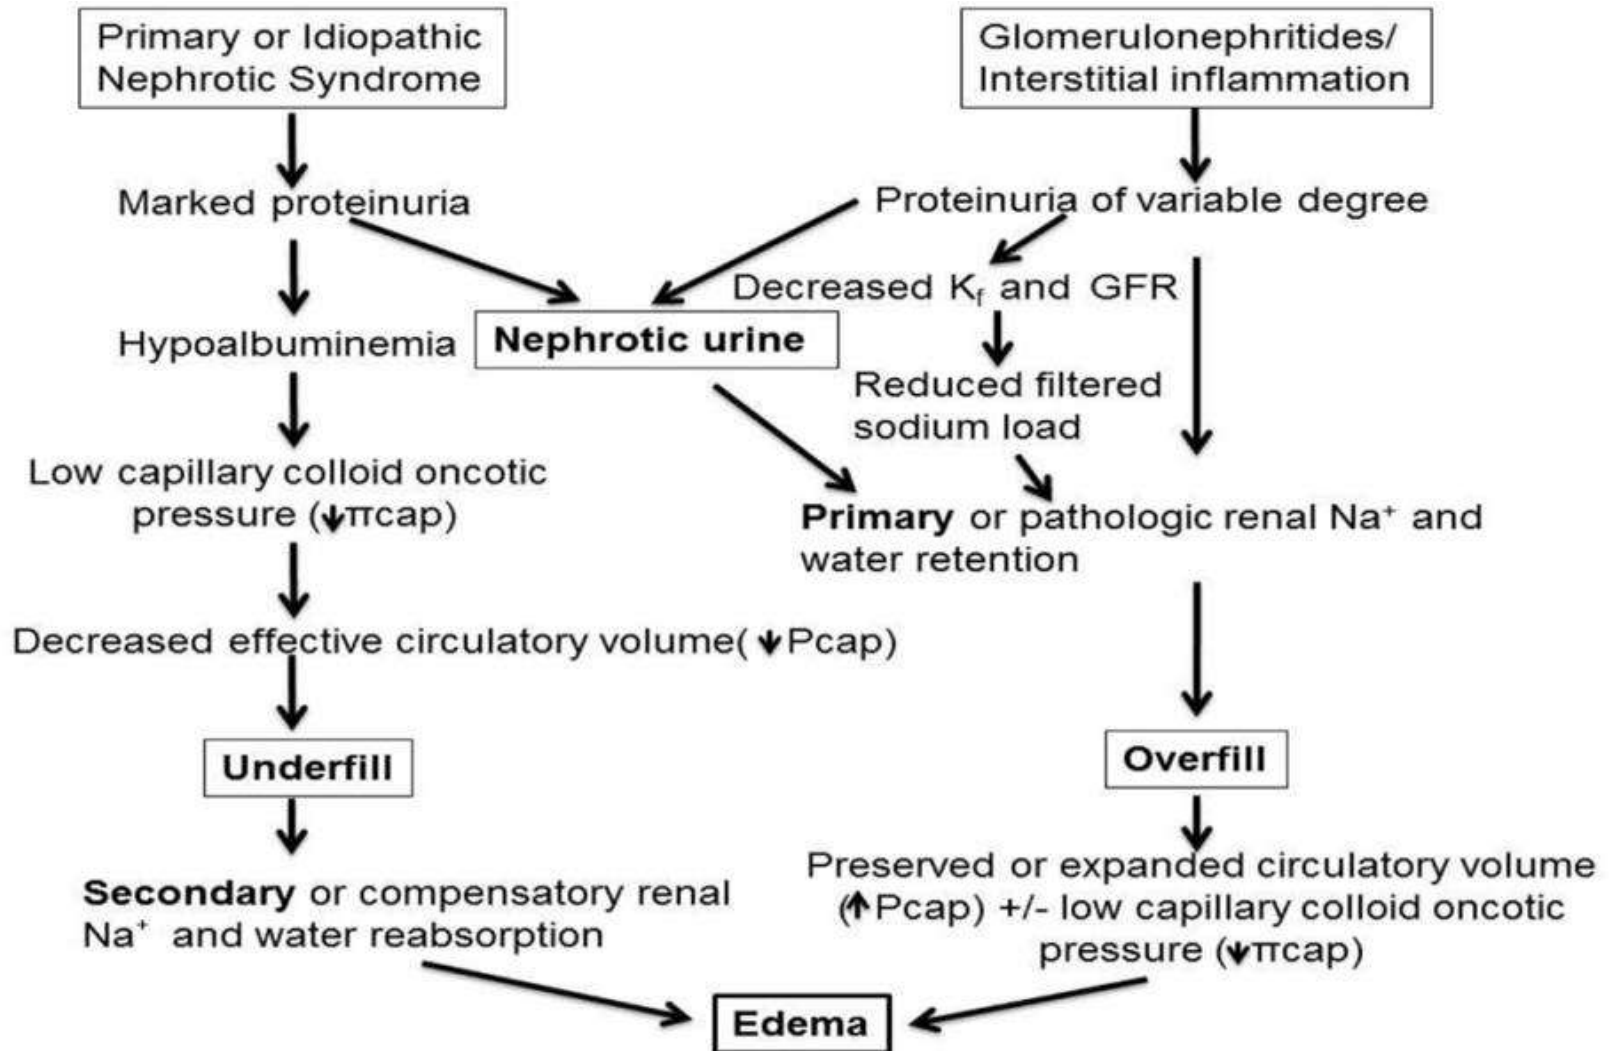 Primary or Idiopathic
Nephrotic Syndrome
Glomerulonephritides/
Interstitial inflammation
Marked proteinuria
Proteinuria of variable degree
Decreased Kf and GFR
Hypoalbuminemia
Nephrotic urine
Reduced filtered
sodium load
Low capillary colloid oncotic
pressure (↓πcap)
Primary or pathologic renal Na⁺ and
water retention
Decreased effective circulatory volume( ↓Pcap)
Underfill
Overfill
Secondary or compensatory renal
Na⁺ and water reabsorption
Preserved or expanded circulatory volume
(↑Pcap) +/- low capillary colloid oncotic
pressure (↓πcap)
Edema